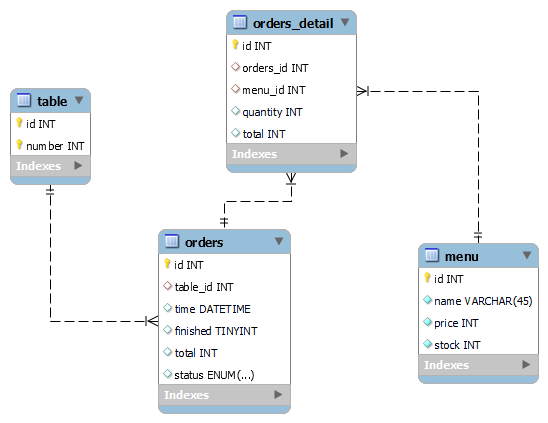 orders_detail
id INT
orders_id INT
menu_id INT
quantity INT
total INT
Indexes
table
id INT
number INT
Indexes
orders
id INT
table_id INT
time DATETIME
finished TINYINT
total INT
status ENUM(...)
Indexes
menu
id INT
name VARCHAR(45)
price INT
stock INT
Indexes